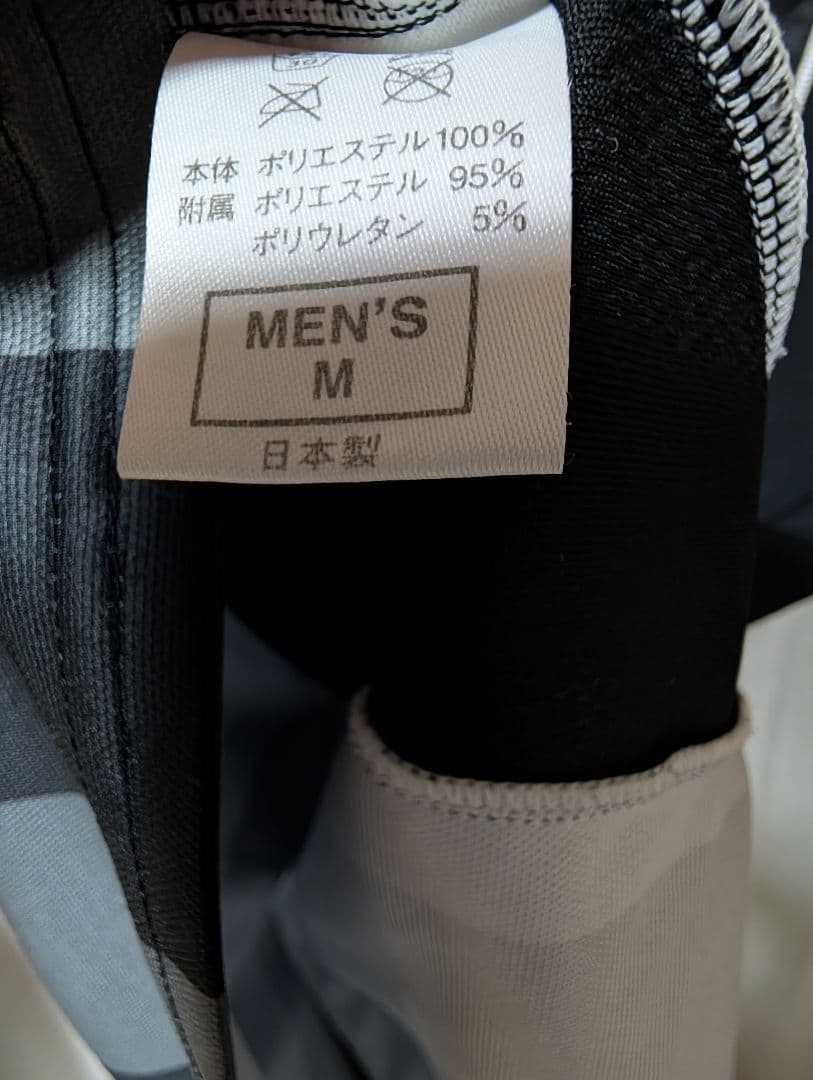 本体 ポリエステル 100%
附属 ポリエステル 95%
ポリウレタン 5%
MEN'S
M
日本製